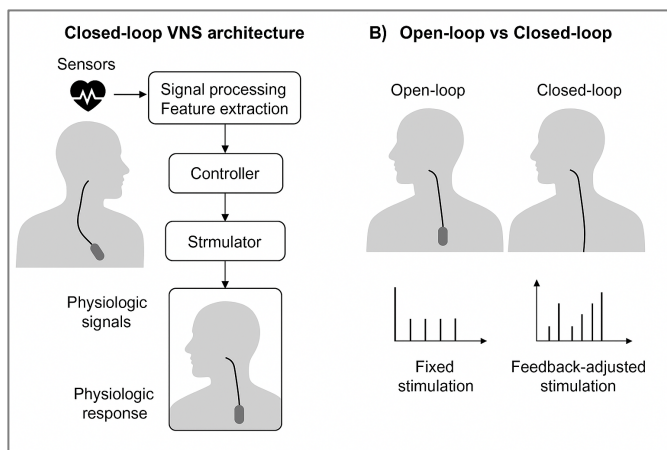 Closed-loop VNS architecture
Sensors
Signal processing
Feature extraction
Controller
Strmulator
Physiologic
signals
Physiologic
response
B) Open-loop vs Closed-loop
Open-loop
Closed-loop
Fixed
stimulation
Feedback-adjusted
stimulation